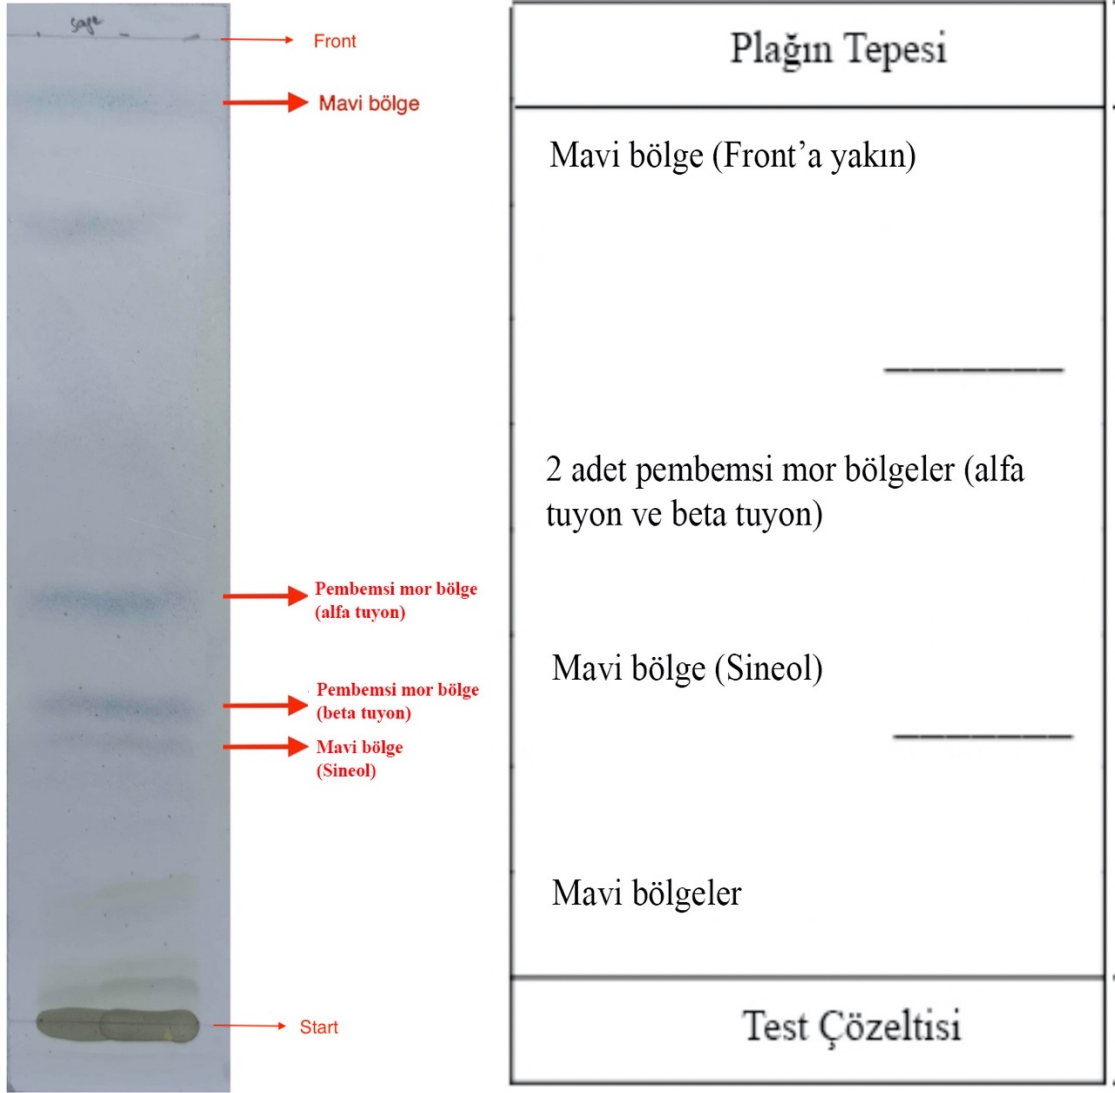 sage
Front
Mavi bölge
Pembemsi mor bölge
(alfa tuyon)
Pembemsi mor bölge
(beta tuyon)
Mavi bölge
(Sineol)
Start
Plağın Tepesi
Mavi bölge (Front’a yakın)
2 adet pembemsi mor bölgeler (alfa
tuyon ve beta tuyon)
Mavi bölge (Sineol)
Mavi bölgeler
Test Çözeltisi